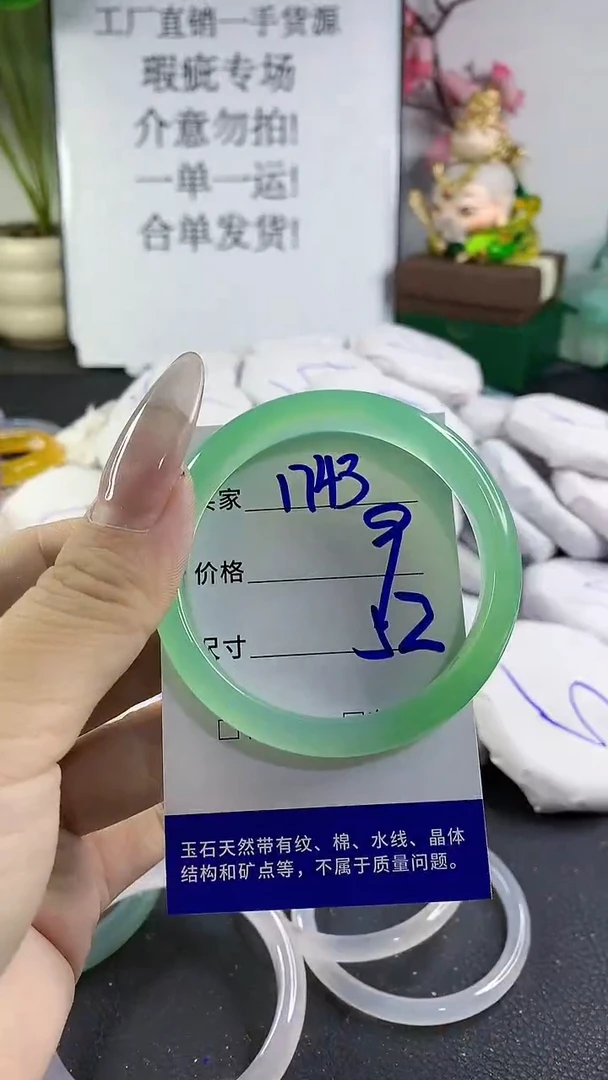 工厂直销一手货源
瑕疵专场
介意勿拍!
一单一运!
合单发货!
家 1743
价格 9
尺寸 52
玉石天然带有纹、棉、水线、晶体
结构和矿点等，不属于质量问题。